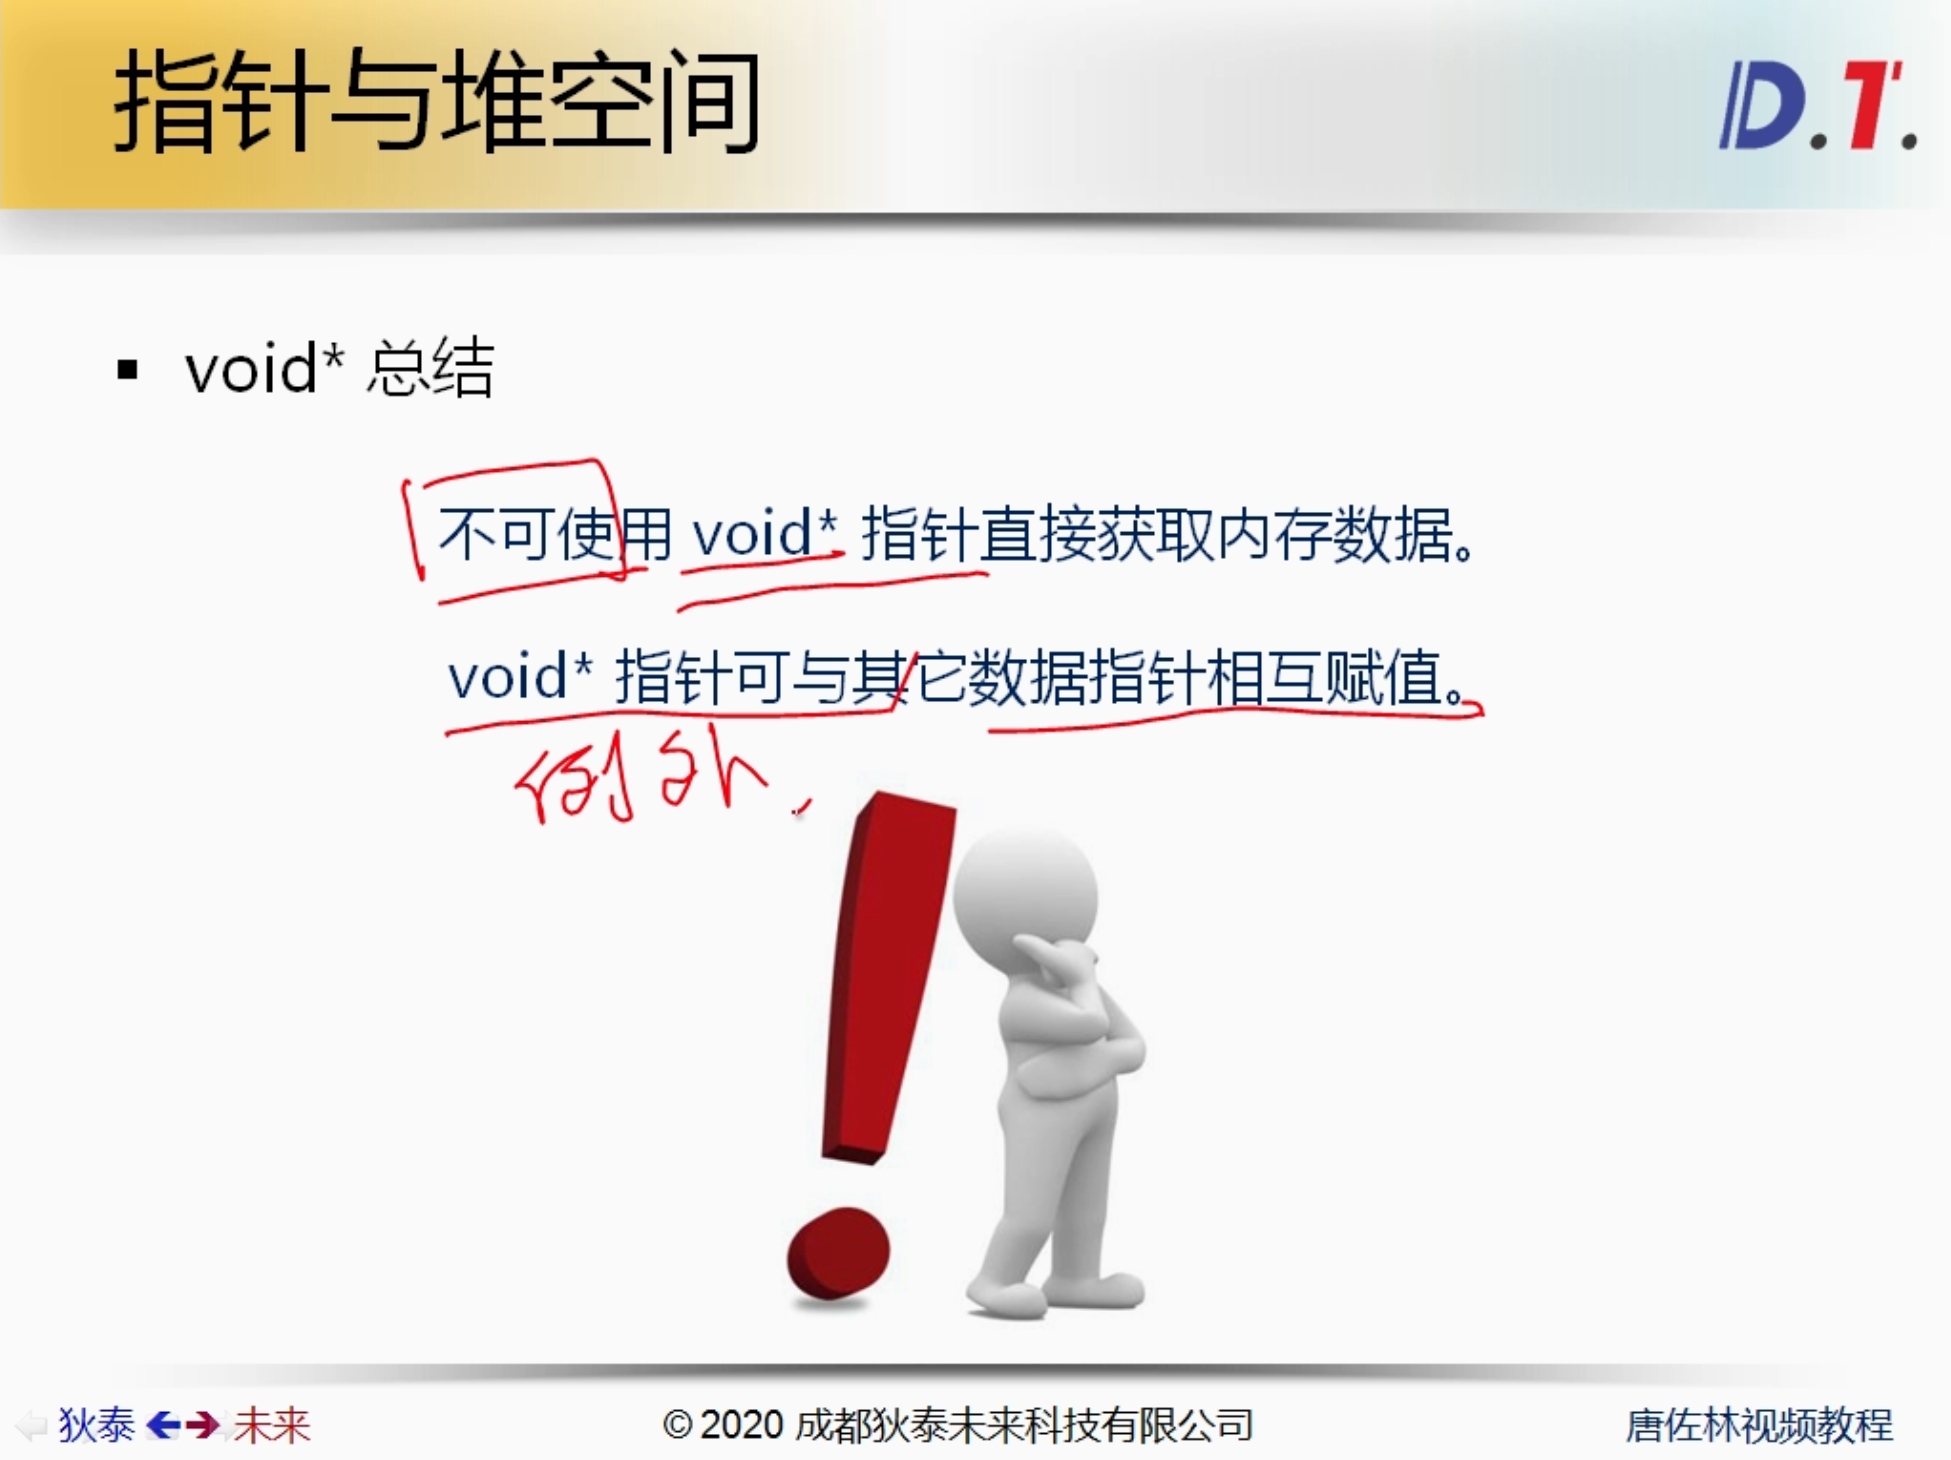 指针与堆空间
D.T.
▪ void* 总结
不可使用 void* 指针直接获取内存数据。
void* 指针可与其它数据指针相互赋值。
例外.
狄泰 未来
© 2020 成都狄泰未来科技有限公司
唐佐林视频教程